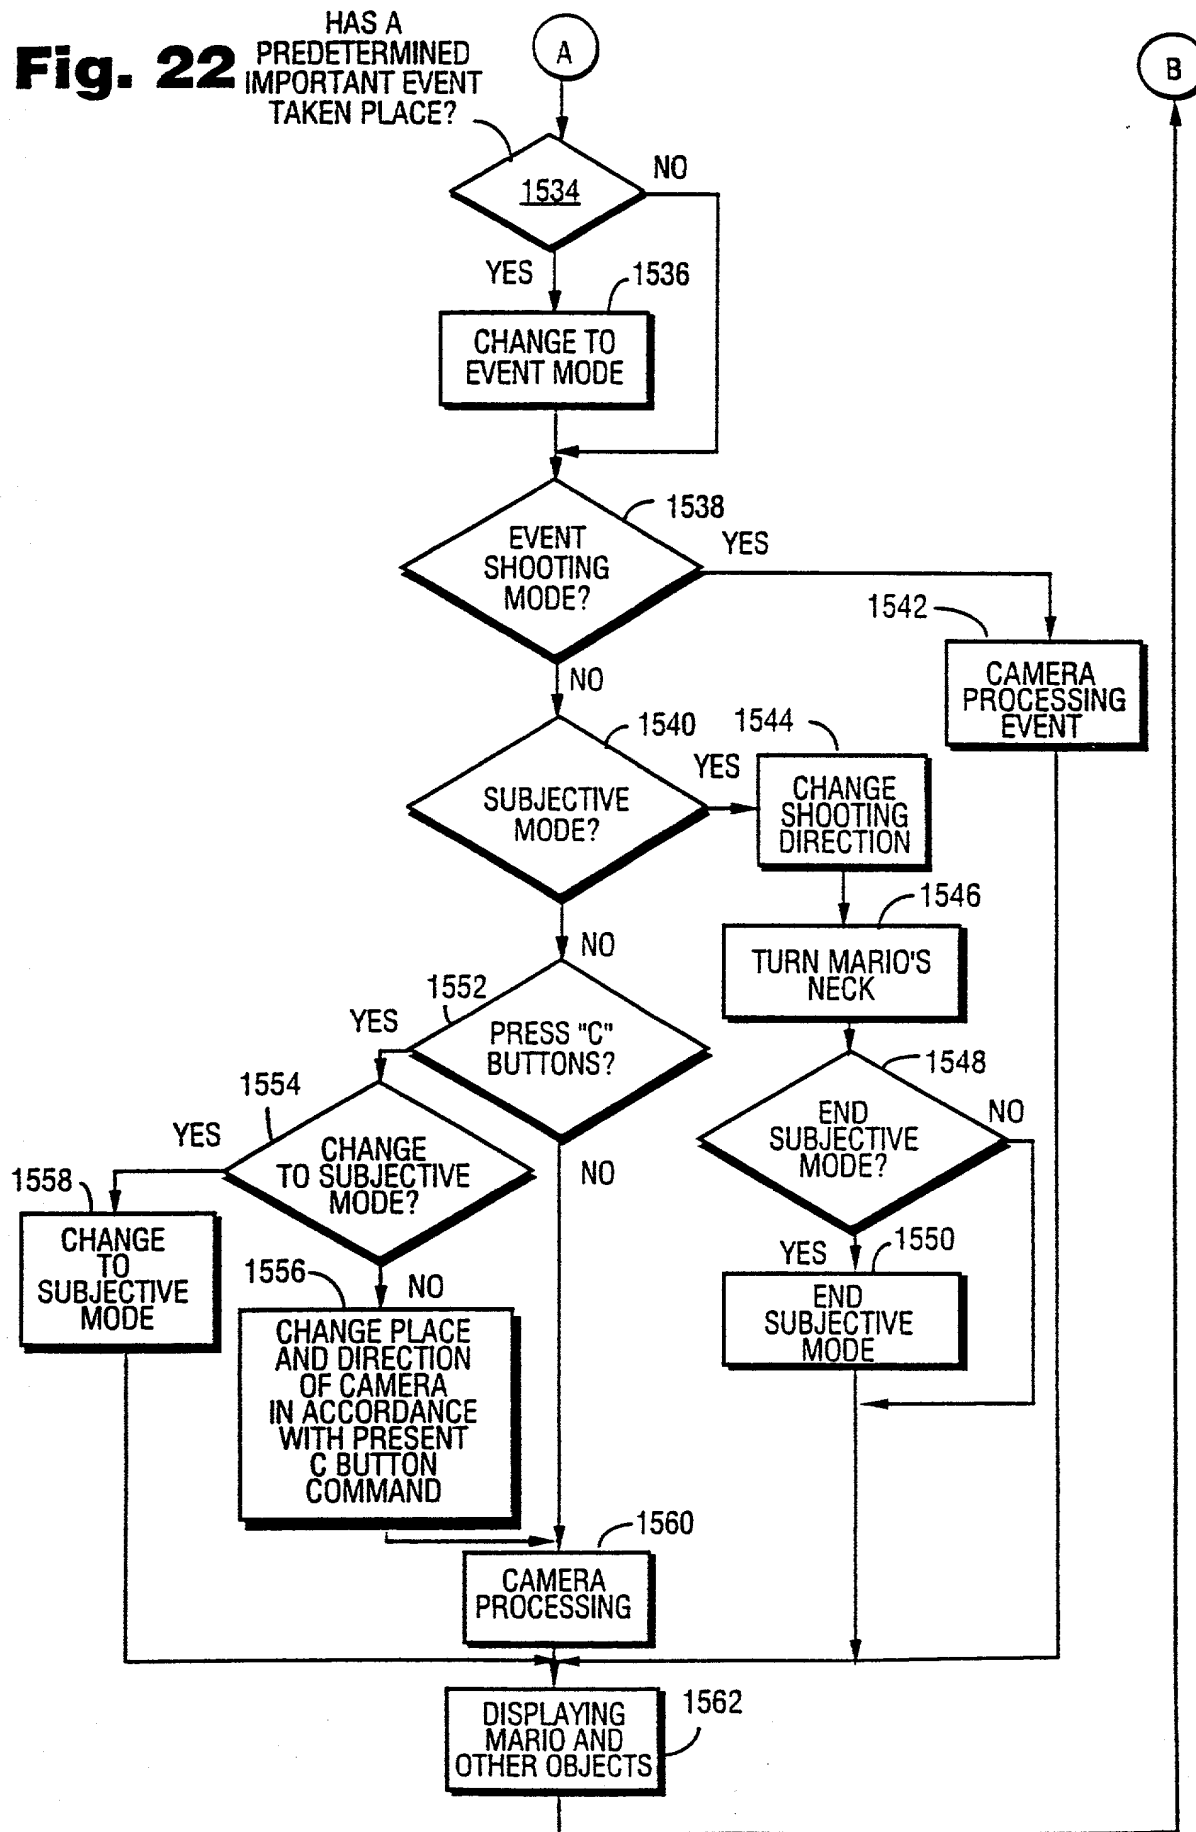 Fig. 22
HAS A
PREDETERMINED
IMPORTANT EVENT
TAKEN PLACE?
A
B
1534
NO
YES
1536
CHANGE TO
EVENT MODE
1538
EVENT
SHOOTING
MODE?
YES
NO
1542
CAMERA
PROCESSING
EVENT
1540
SUBJECTIVE
MODE?
YES
NO
1544
CHANGE
SHOOTING
DIRECTION
1546
TURN MARIO'S
NECK
1552
PRESS "C"
BUTTONS?
YES
NO
1548
END
SUBJECTIVE
MODE?
NO
YES
1550
END
SUBJECTIVE
MODE
1554
CHANGE
TO SUBJECTIVE
MODE?
YES
NO
1558
CHANGE
TO
SUBJECTIVE
MODE
1556
CHANGE PLACE
AND DIRECTION
OF CAMERA
IN ACCORDANCE
WITH PRESENT
C BUTTON
COMMAND
1560
CAMERA
PROCESSING
1562
DISPLAYING
MARIO AND
OTHER OBJECTS